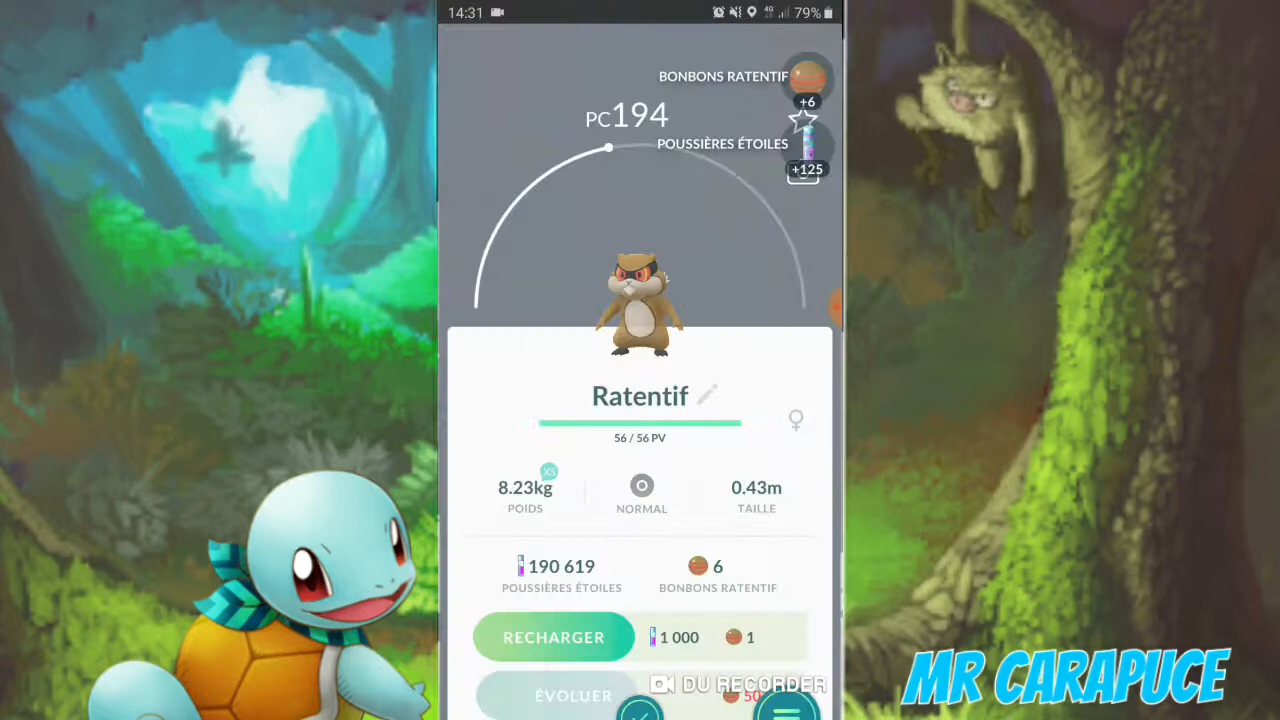 14:31
4G 79%
BONBONS RATENTIF
+6
PC194
POUSSIÈRES ÉTOILES
+125
Ratentif
56 / 56 PV
XS
8.23kg
POIDS
NORMAL
0.43m
TAILLE
190 619
POUSSIÈRES ÉTOILES
6
BONBONS RATENTIF
RECHARGER
1 000
1
DU RECORDER
ÉVOLUER
50
MR CARAPUCE